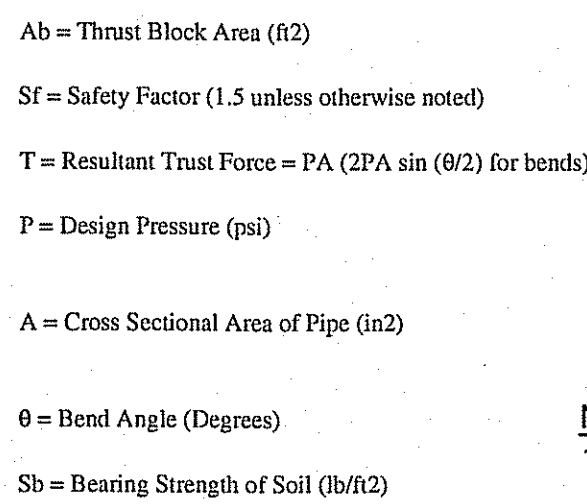 Ab = Thrust Block Area (ft2)
Sf = Safety Factor (1.5 unless otherwise noted)
T = Resultant Trust Force = PA (2PA sin (θ/2) for bends)
P = Design Pressure (psi)
A = Cross Sectional Area of Pipe (in2)
θ = Bend Angle (Degrees)
Sb = Bearing Strength of Soil (lb/ft2)